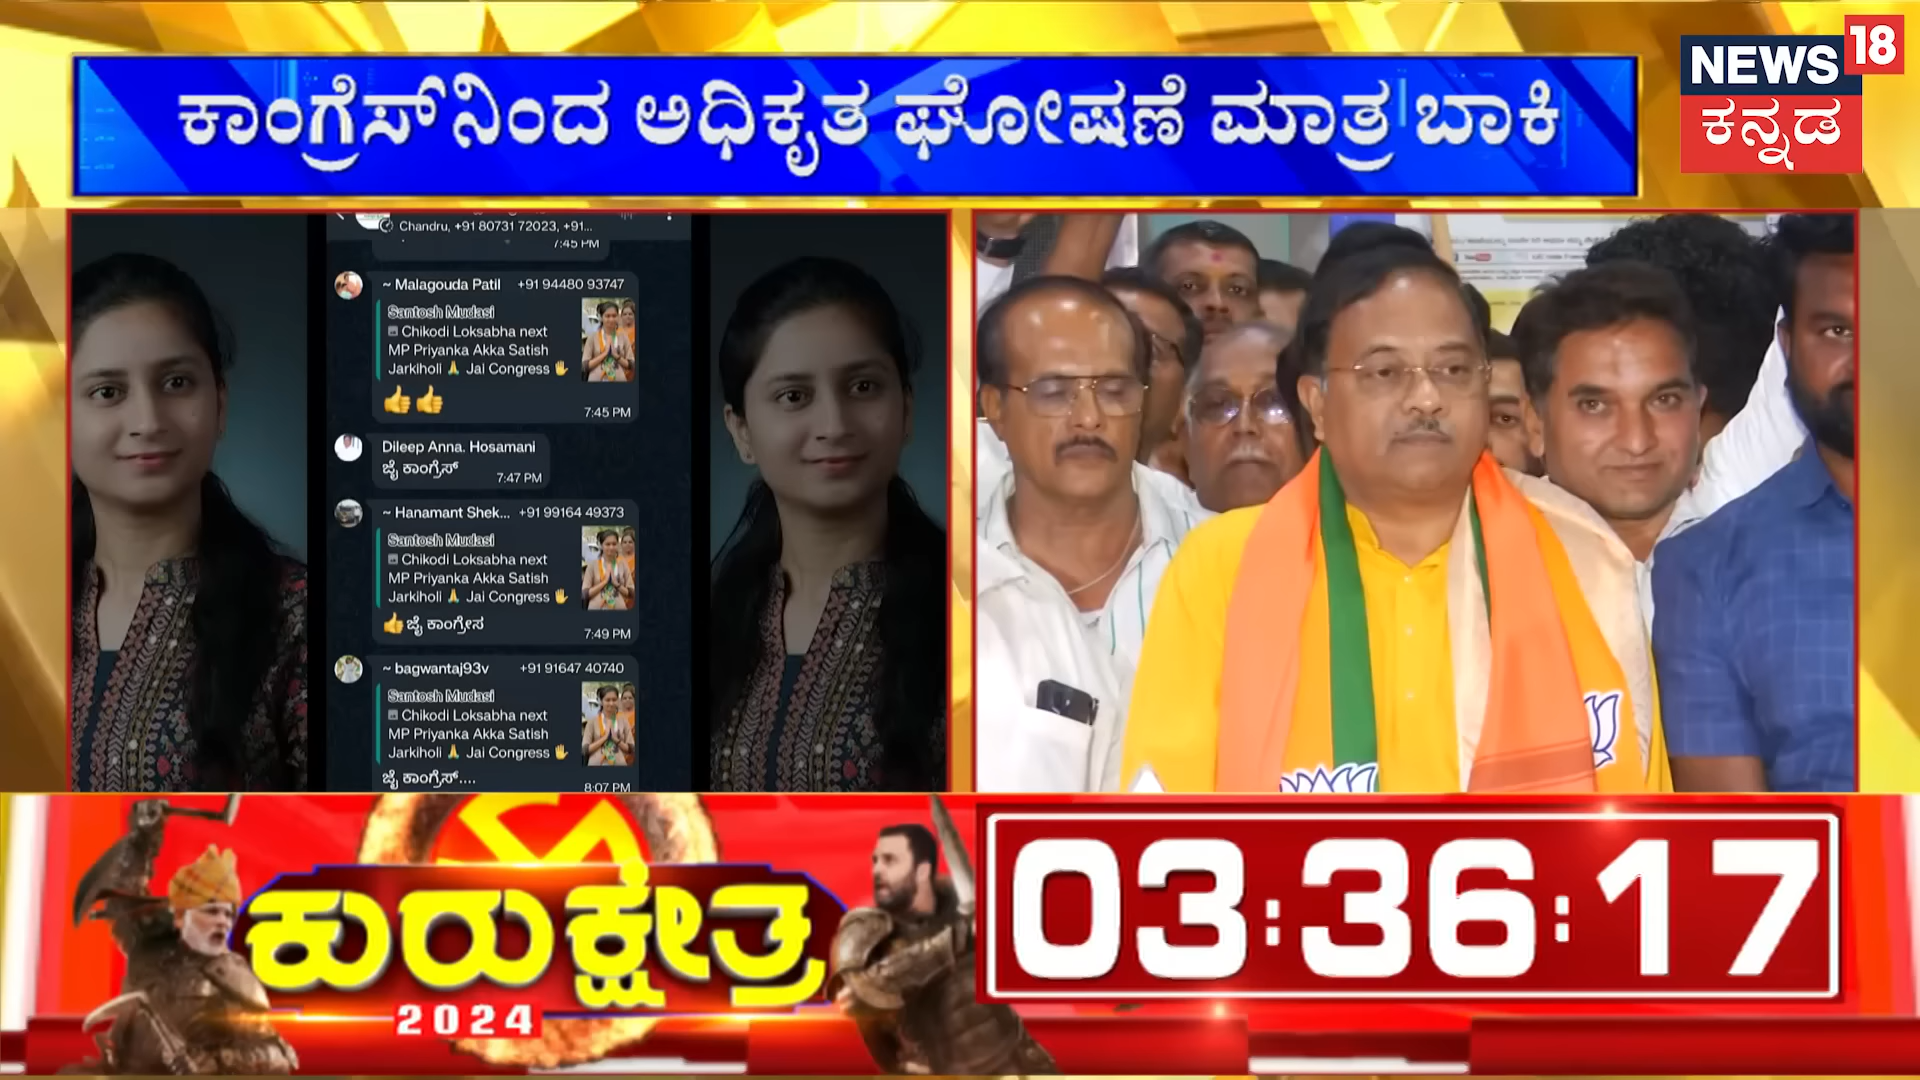 ಕಾಂಗ್ರೆಸ್‌ನಿಂದ ಅಧಿಕೃತ ಘೋಷಣೆ ಮಾತ್ರ ಬಾಕಿ
NEWS 18
ಕನ್ನಡ
Chandru, +91 80731 72023, +91...
7:45 PM
~ Malagouda Patil +91 94480 93747
Santosh Mudasi
Chikodi Loksabha next
MP Priyanka Akka Satish
Jarkiholi 🙏 Jai Congress ✋
👍👍
7:45 PM
Dileep Anna. Hosamani
ಜೈ ಕಾಂಗ್ರೆಸ್
7:47 PM
~ Hanamant Shek... +91 99164 49373
Santosh Mudasi
Chikodi Loksabha next
MP Priyanka Akka Satish
Jarkiholi 🙏 Jai Congress ✋
👍ಜೈ ಕಾಂಗ್ರೇಸ
7:49 PM
~ bagwantaj93v +91 91647 40740
Santosh Mudasi
Chikodi Loksabha next
MP Priyanka Akka Satish
Jarkiholi 🙏 Jai Congress ✋
ಜೈ ಕಾಂಗ್ರೆಸ್....
8:07 PM
ಕುರುಕ್ಷೇತ್ರ
2024
03:36:17